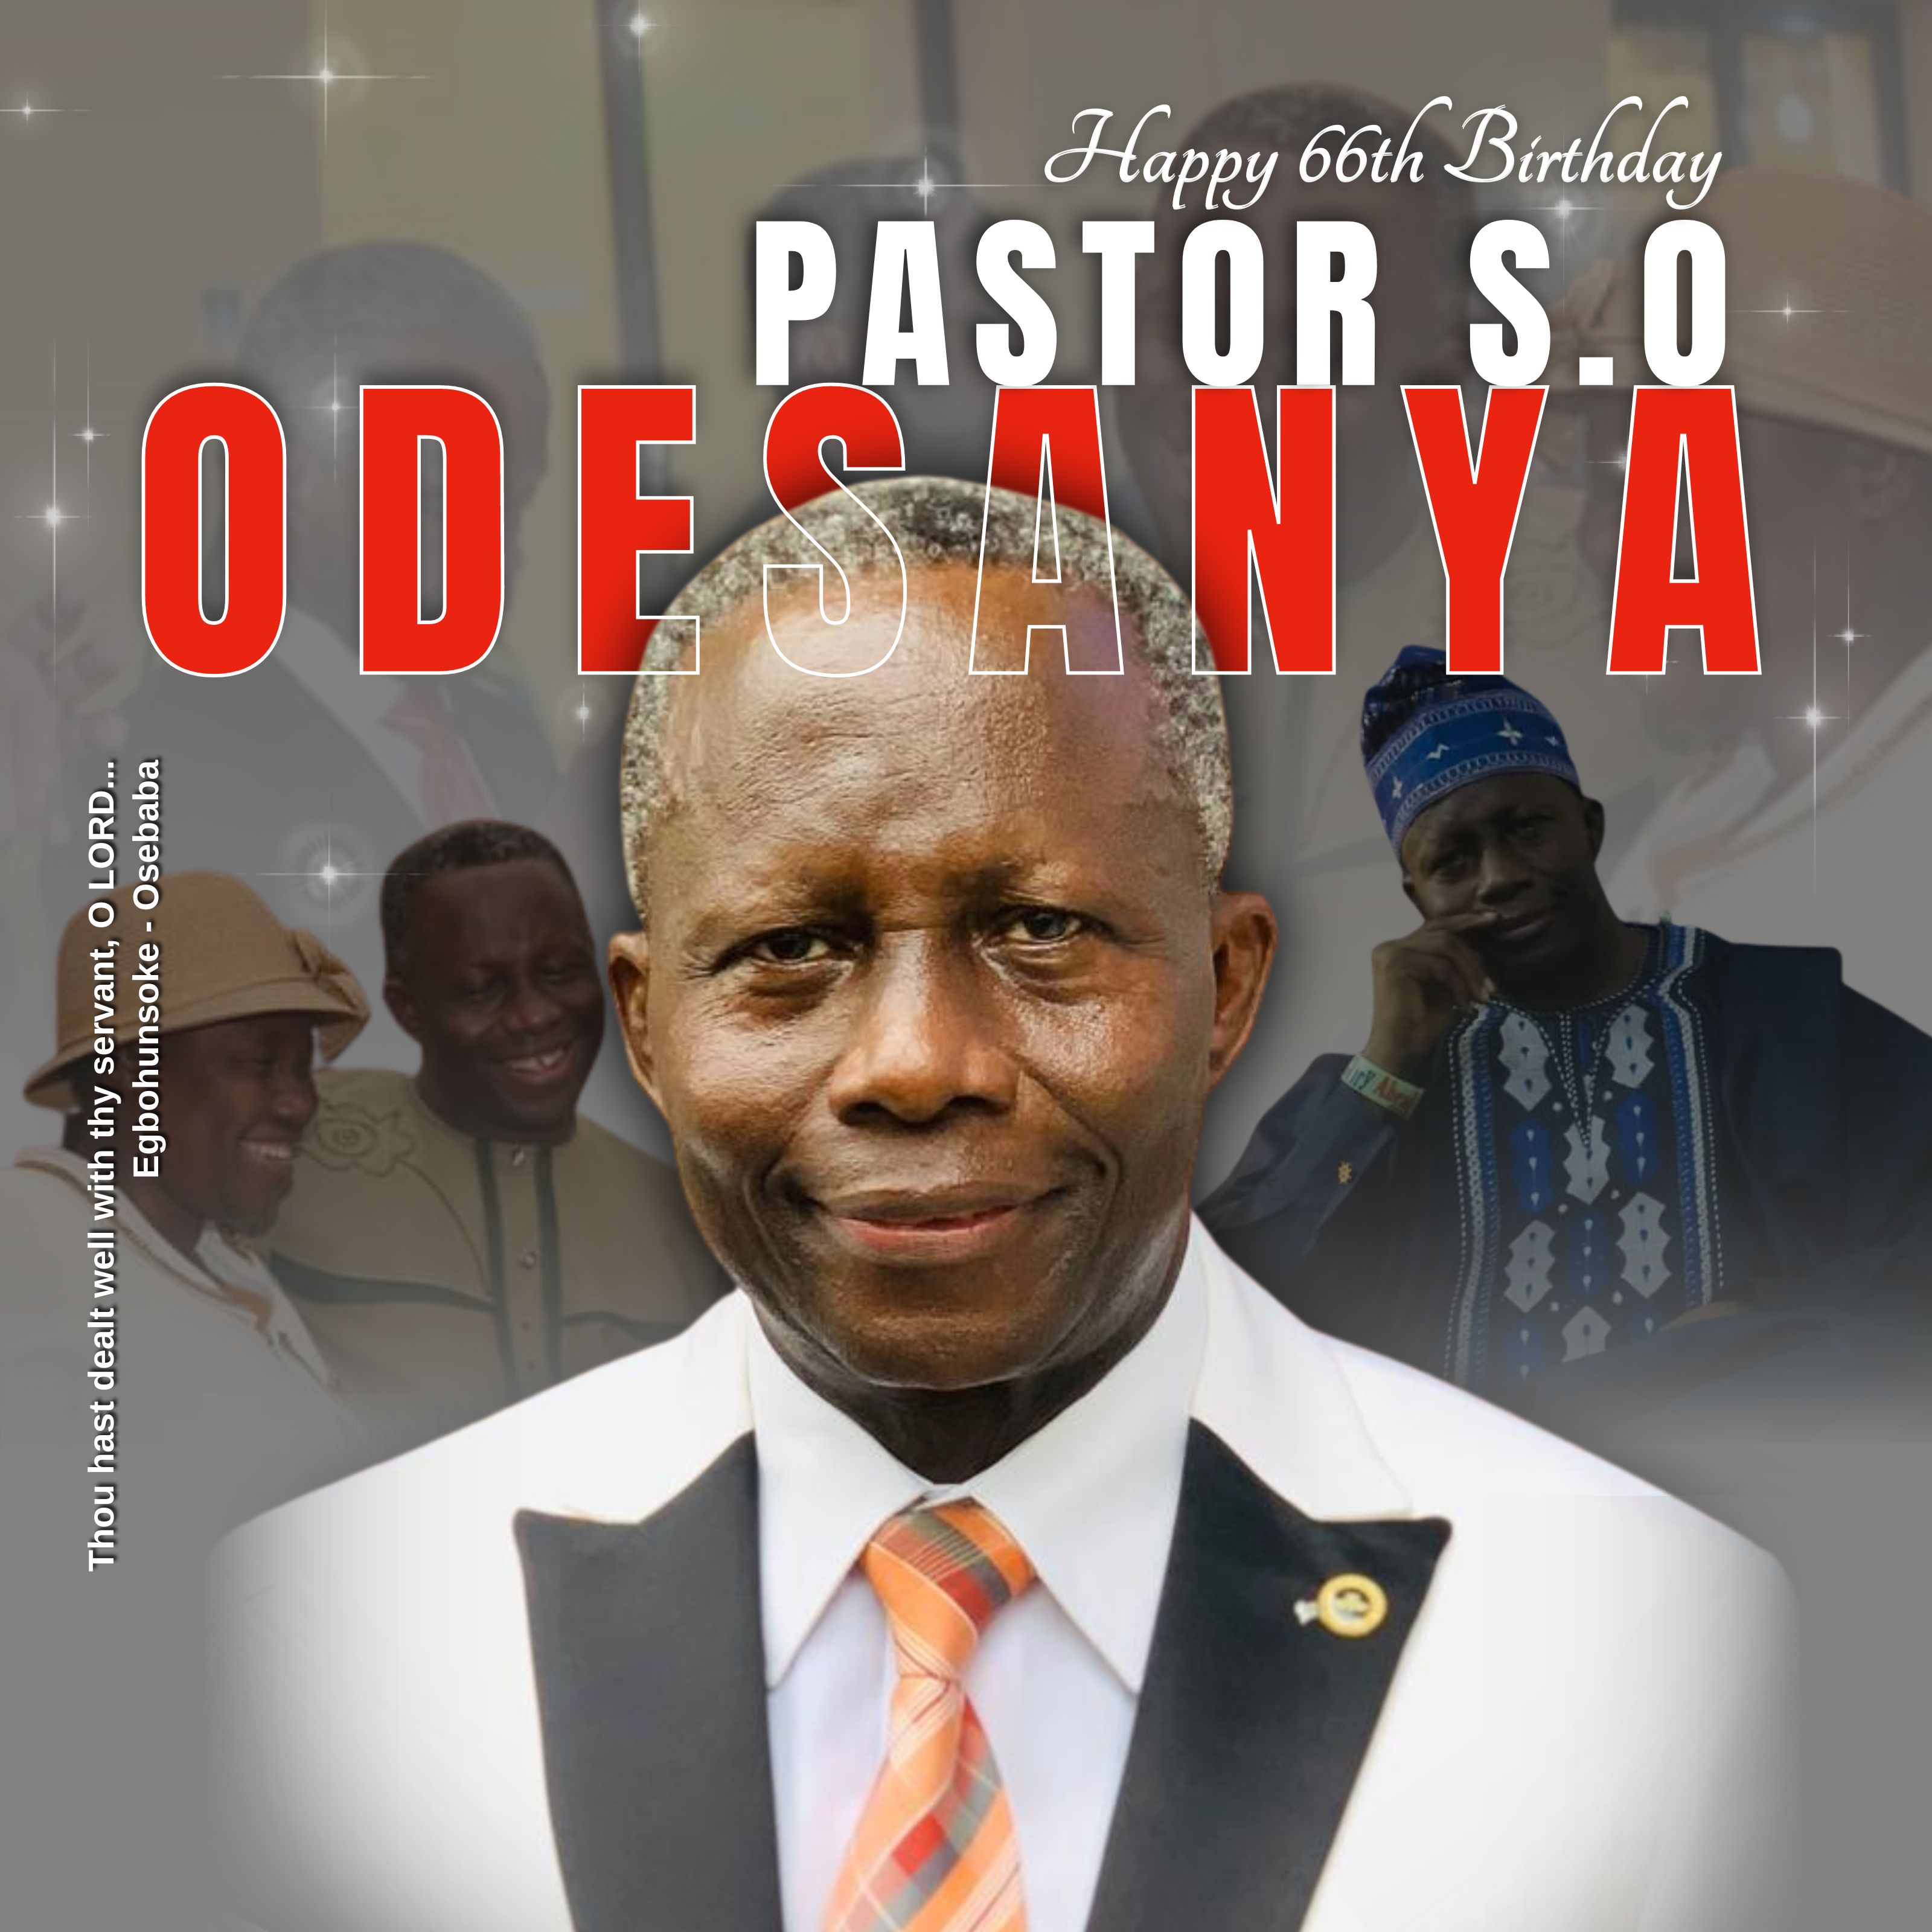 Happy 66th Birthday
PASTOR S.O
ODESANYA
Thou hast dealt well with thy servant, O LORD...
Egbohunsoke - Osebaba